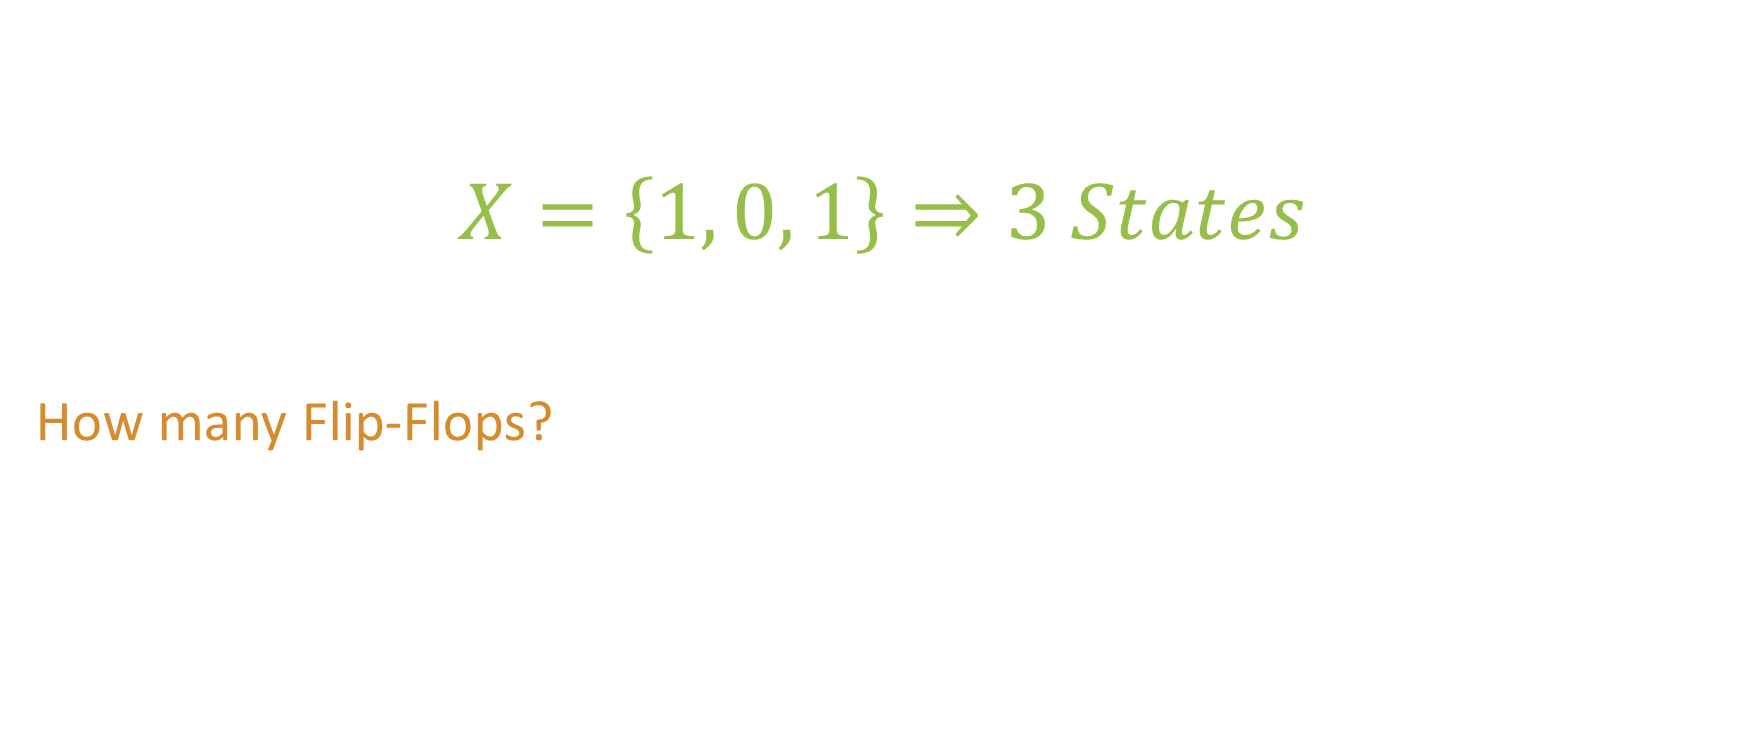 X = {1, 0, 1} ⇒ 3 States
How many Flip-Flops?